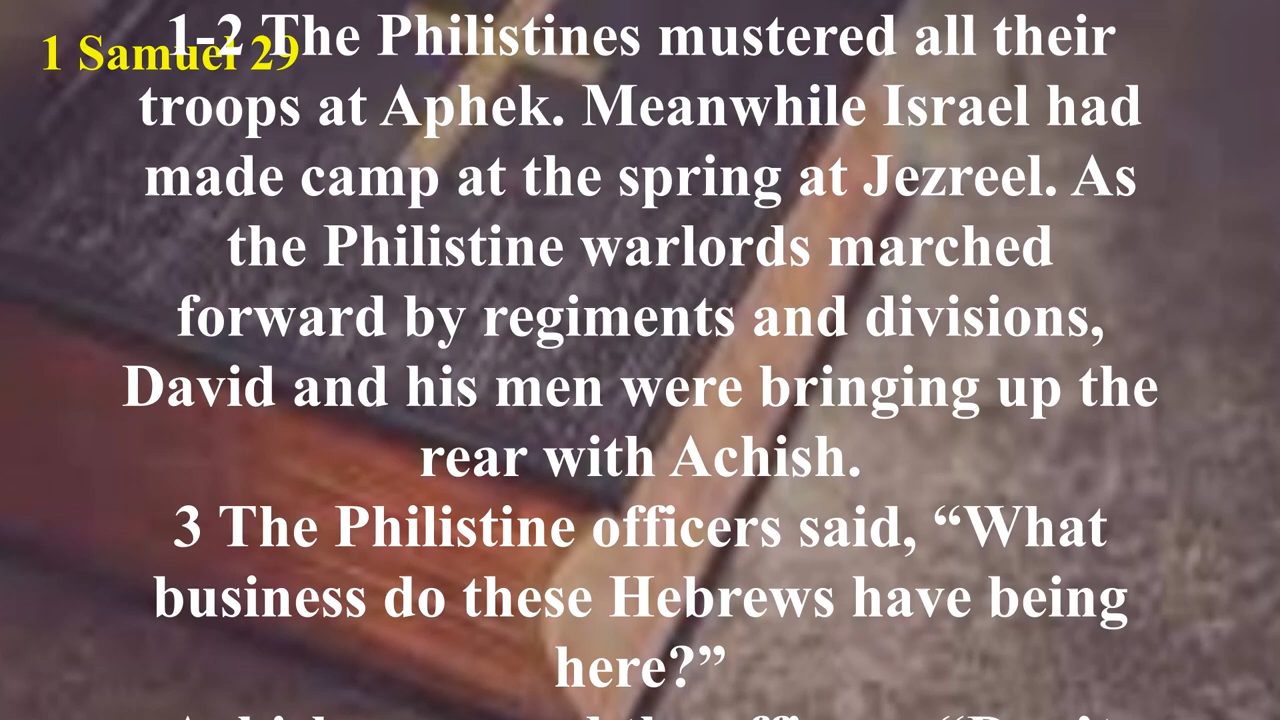 1 Samuel 29
1-2 The Philistines mustered all their
troops at Aphek. Meanwhile Israel had
made camp at the spring at Jezreel. As
the Philistine warlords marched
forward by regiments and divisions,
David and his men were bringing up the
rear with Achish.
3 The Philistine officers said, “What
business do these Hebrews have being
here?”